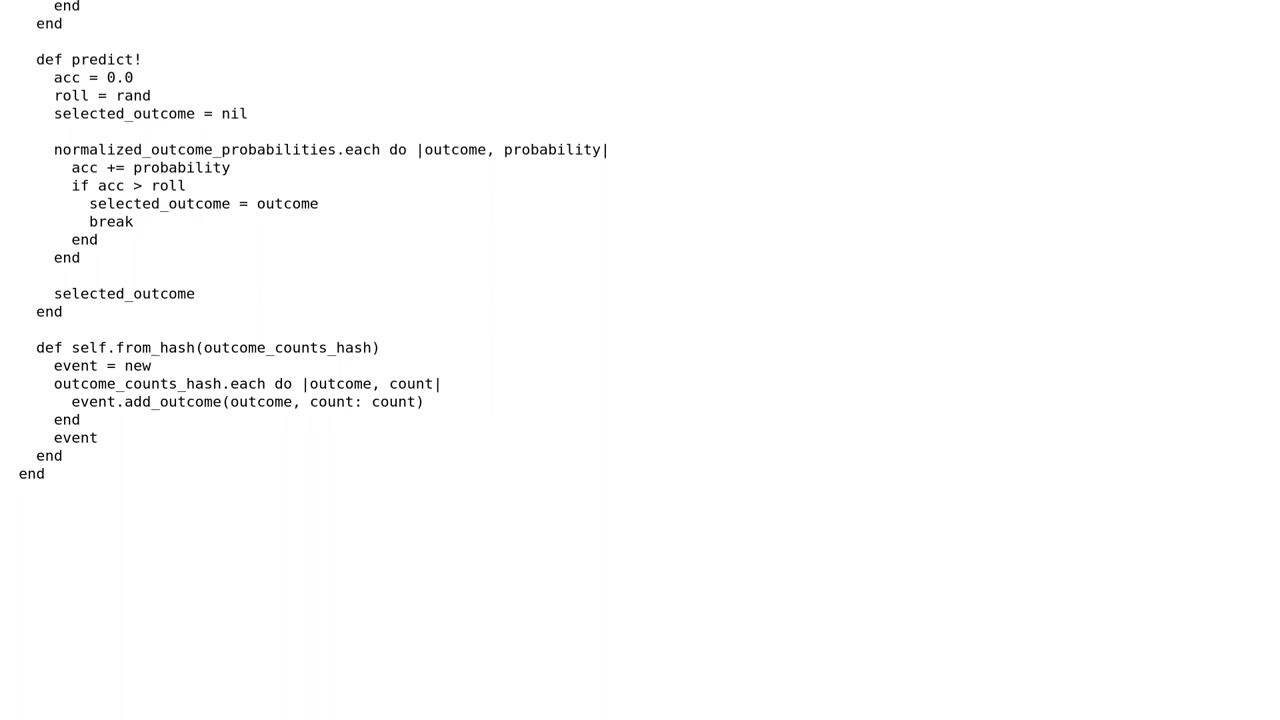 end
  end

  def predict!
    acc = 0.0
    roll = rand
    selected_outcome = nil

    normalized_outcome_probabilities.each do |outcome, probability|
      acc += probability
      if acc > roll
        selected_outcome = outcome
        break
      end
    end

    selected_outcome
  end

  def self.from_hash(outcome_counts_hash)
    event = new
    outcome_counts_hash.each do |outcome, count|
      event.add_outcome(outcome, count: count)
    end
    event
  end
end